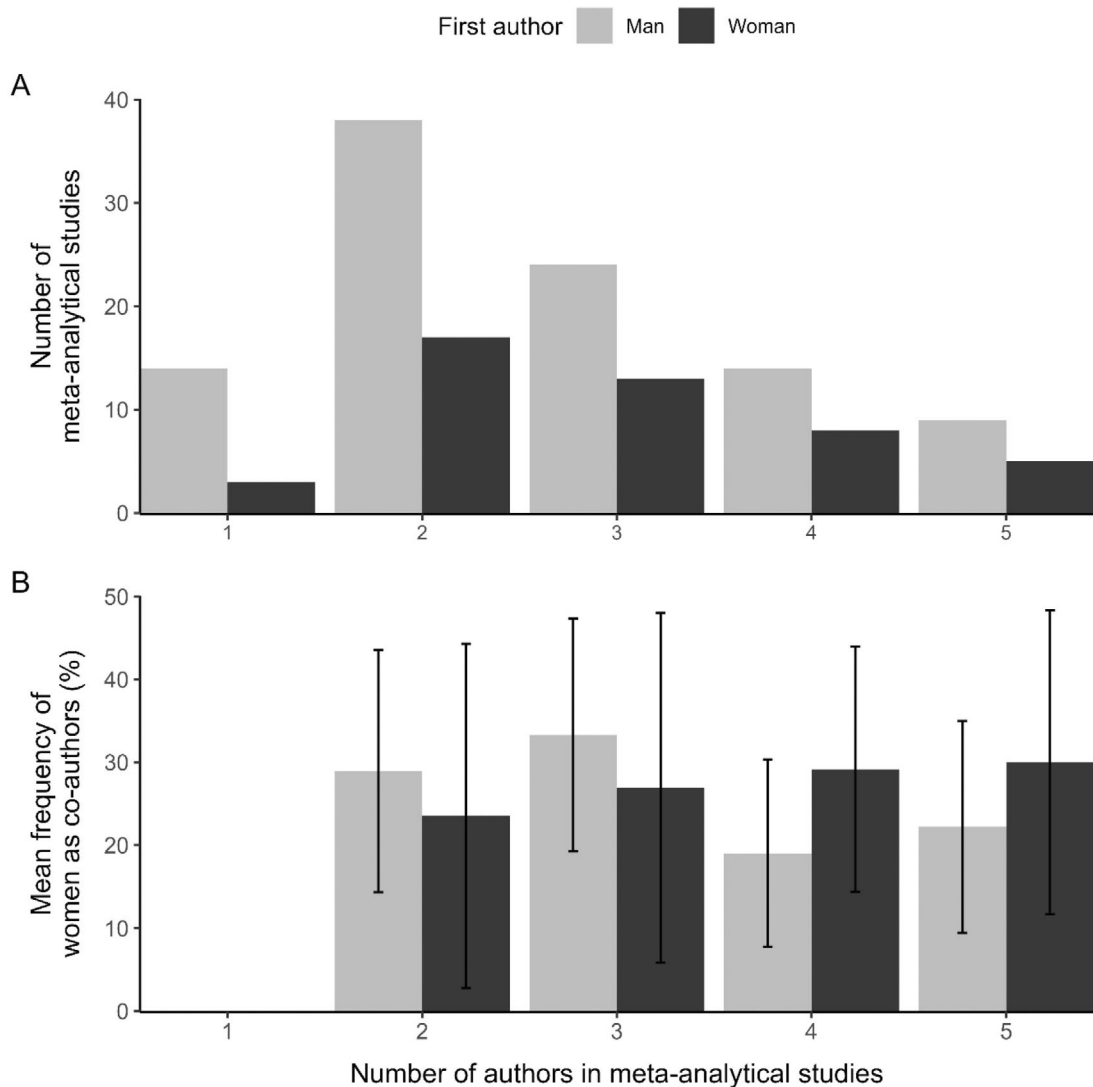 First author Man Woman
A
Number of
meta-analytical studies
40
30
20
10
0
1 2 3 4 5
B
Mean frequency of
women as co-authors (%)
50
40
30
20
10
0
1 2 3 4 5
Number of authors in meta-analytical studies